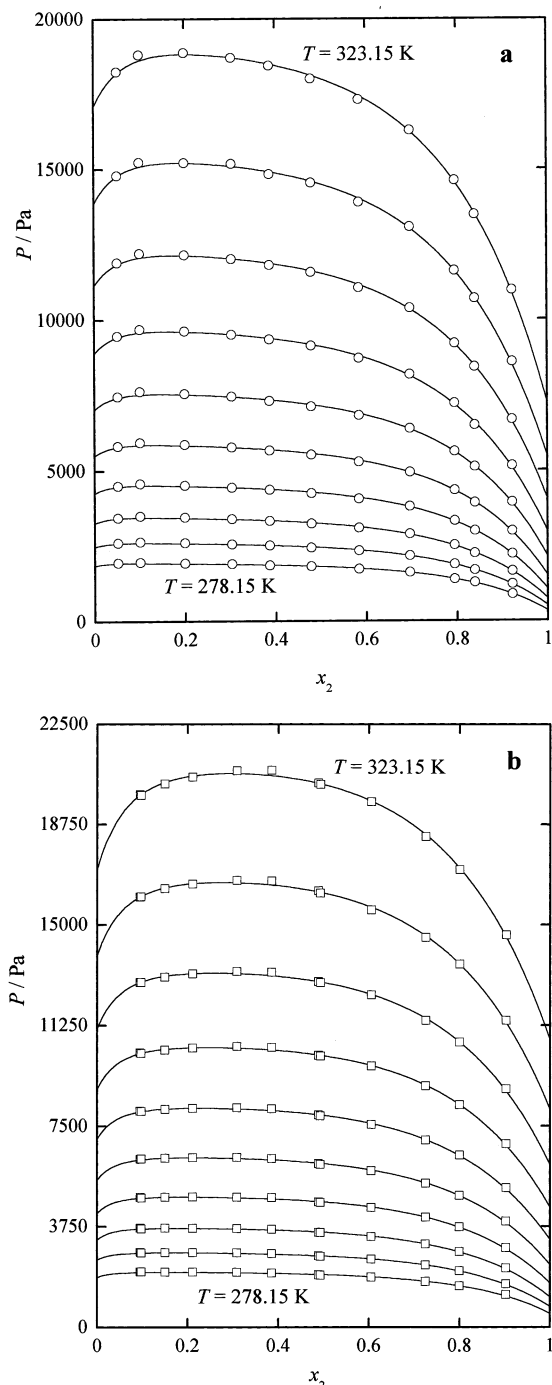 20000
T = 323.15 K
a
15000
P / Pa
10000
5000
T = 278.15 K
0
0 0.2 0.4 0.6 0.8 1
x2
22500
T = 323.15 K
b
18750
15000
P / Pa
11250
7500
3750
T = 278.15 K
0
0 0.2 0.4 0.6 0.8 1
x2